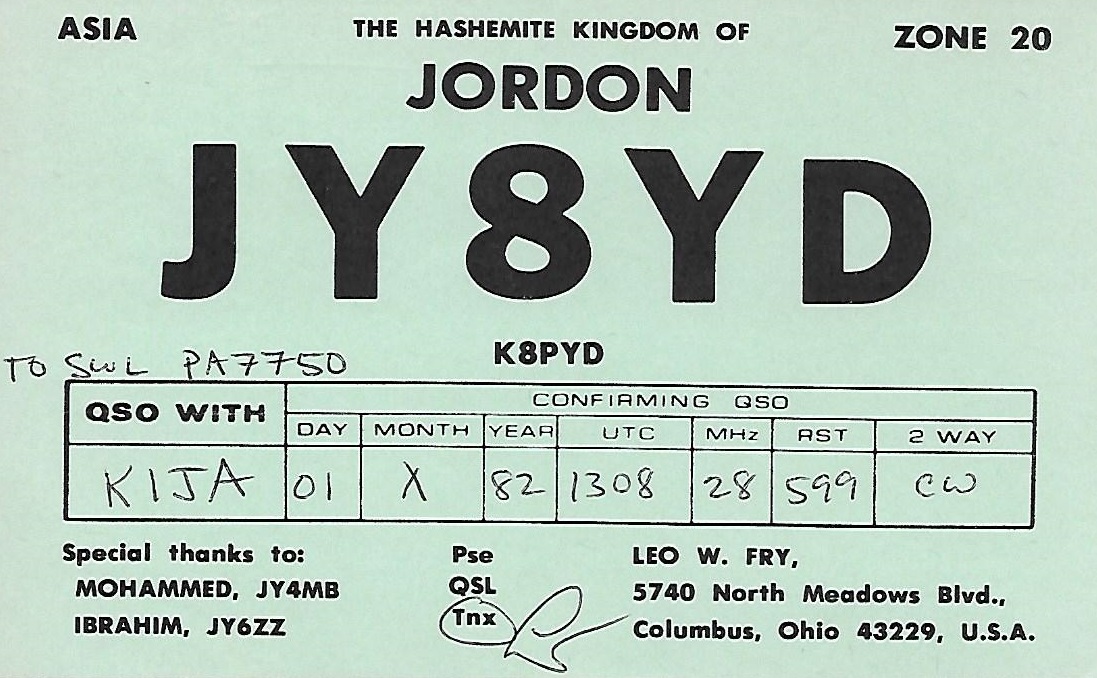 ASIA THE HASHEMITE KINGDOM OF ZONE 20
JORDON
JY8YD
K8PYD
TO SWL PA7750
QSO WITH CONFIRMING QSO
DAY MONTH YEAR UTC MHz RST 2 WAY
K1JA 01 X 82 1308 28 599 CW
Special thanks to: Pse LEO W. FRY,
MOHAMMED, JY4MB QSL 5740 North Meadows Blvd.,
IBRAHIM, JY6ZZ Tnx Columbus, Ohio 43229, U.S.A.